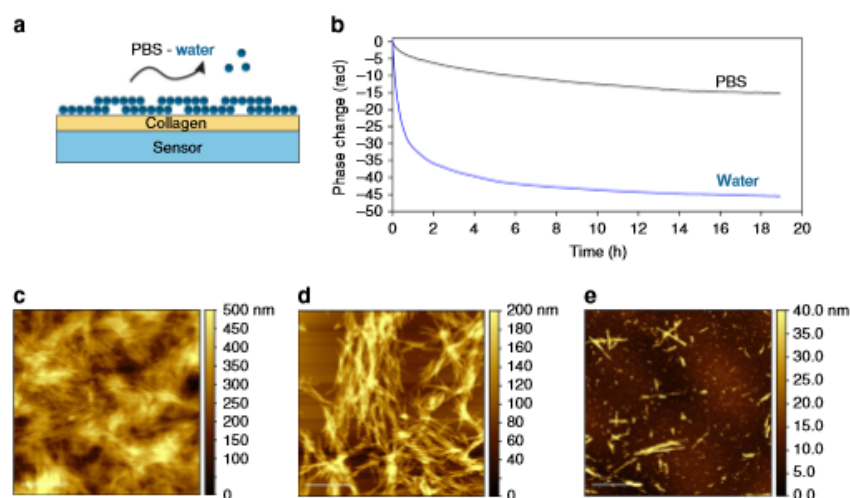 a
PBS - water
Collagen
Sensor
b
Phase change (rad)
0
−5
−10
−15
−20
−25
−30
−35
−40
−45
−50
PBS
Water
0 2 4 6 8 10 12 14 16 18 20
Time (h)
c
500 nm
450
400
350
300
250
200
150
100
0
d
200 nm
180
160
140
120
100
80
60
40
0
e
40.0 nm
35.0
30.0
25.0
20.0
15.0
10.0
5.0
0.0